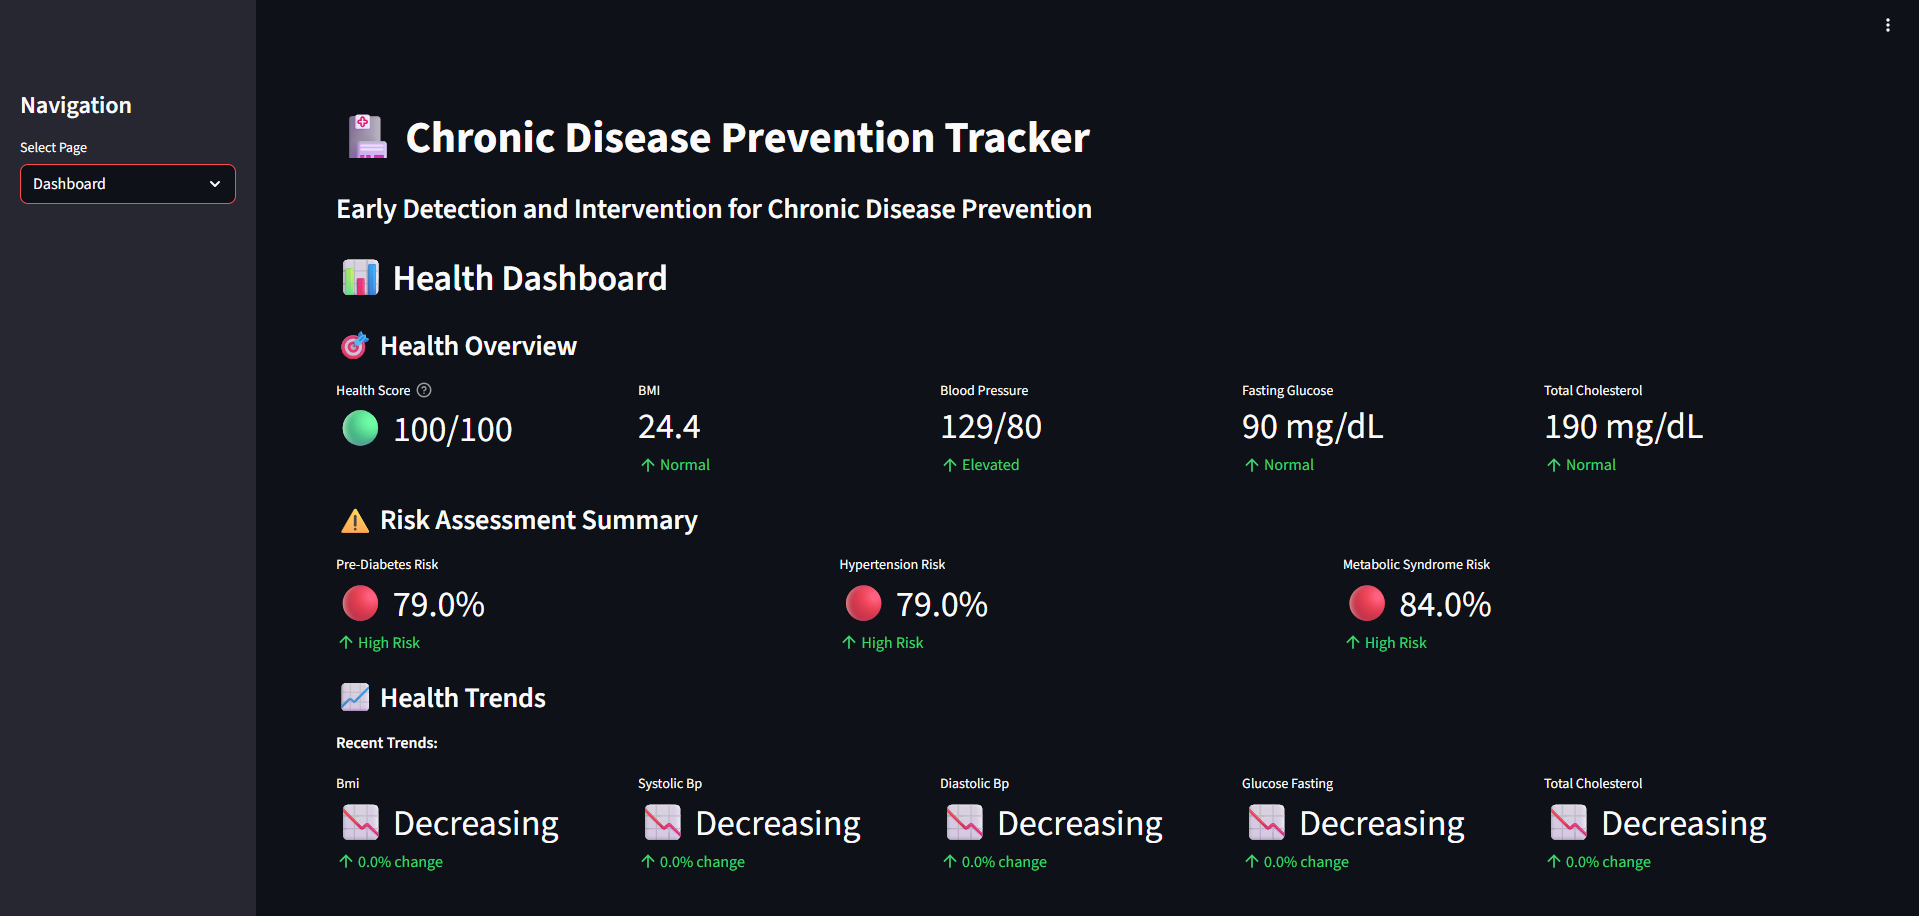 Navigation
Select Page
Dashboard
Chronic Disease Prevention Tracker
Early Detection and Intervention for Chronic Disease Prevention
Health Dashboard
Health Overview
Health Score BMI Blood Pressure Fasting Glucose Total Cholesterol
100/100 24.4 129/80 90 mg/dL 190 mg/dL
↑ Normal ↑ Elevated ↑ Normal ↑ Normal
Risk Assessment Summary
Pre-Diabetes Risk Hypertension Risk Metabolic Syndrome Risk
79.0% 79.0% 84.0%
↑ High Risk ↑ High Risk ↑ High Risk
Health Trends
Recent Trends:
Bmi Systolic Bp Diastolic Bp Glucose Fasting Total Cholesterol
Decreasing Decreasing Decreasing Decreasing Decreasing
↑ 0.0% change ↑ 0.0% change ↑ 0.0% change ↑ 0.0% change ↑ 0.0% change